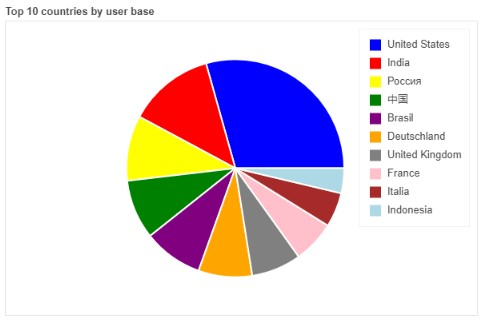 Top 10 countries by user base
United States
India
Россия
中国
Brasil
Deutschland
United Kingdom
France
Italia
Indonesia